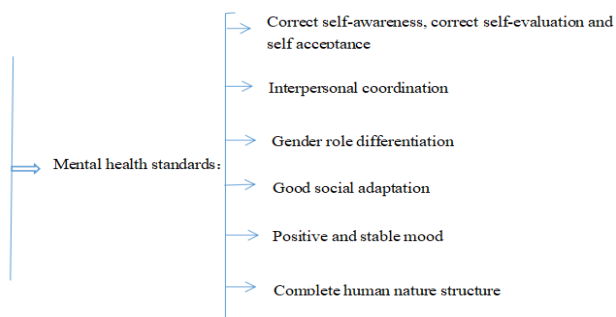 Correct self-awareness, correct self-evaluation and
self acceptance
Interpersonal coordination
Gender role differentiation
Mental health standards:
Good social adaptation
Positive and stable mood
Complete human nature structure